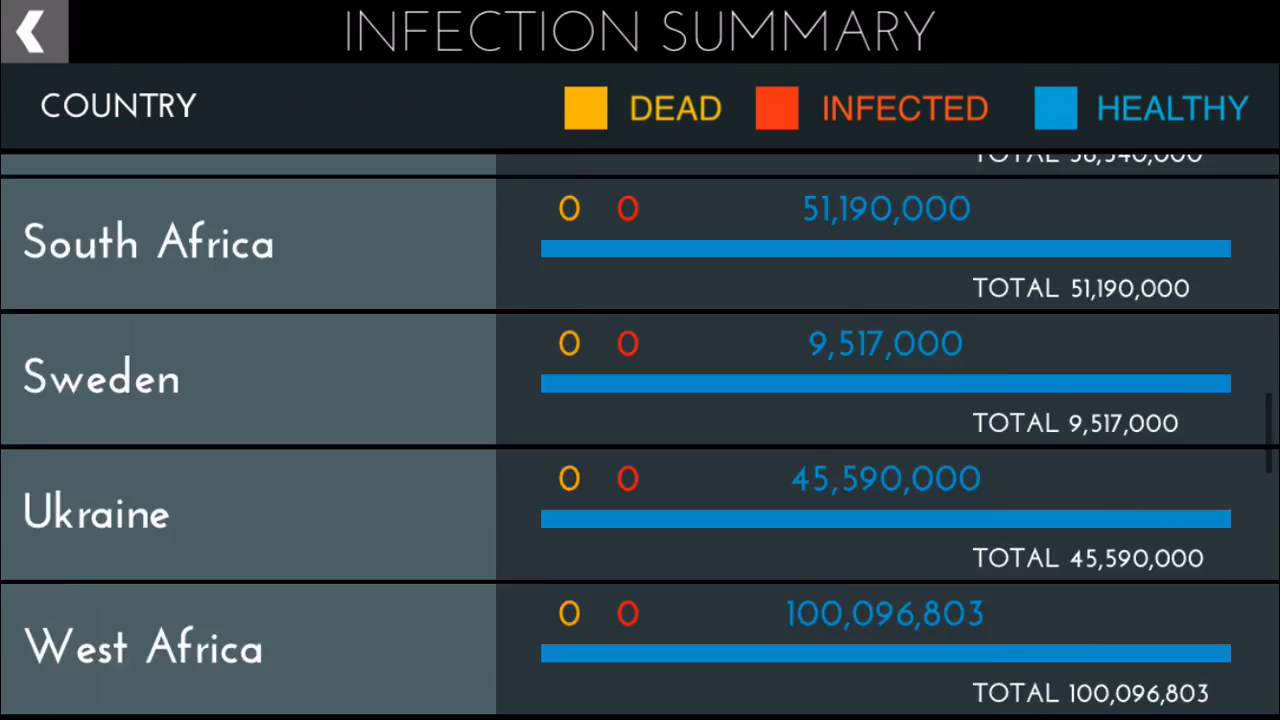 INFECTION SUMMARY
COUNTRY DEAD INFECTED HEALTHY
0 0 51,190,000
South Africa
TOTAL 51,190,000
0 0 9,517,000
Sweden
TOTAL 9,517,000
0 0 45,590,000
Ukraine
TOTAL 45,590,000
0 0 100,096,803
West Africa
TOTAL 100,096,803